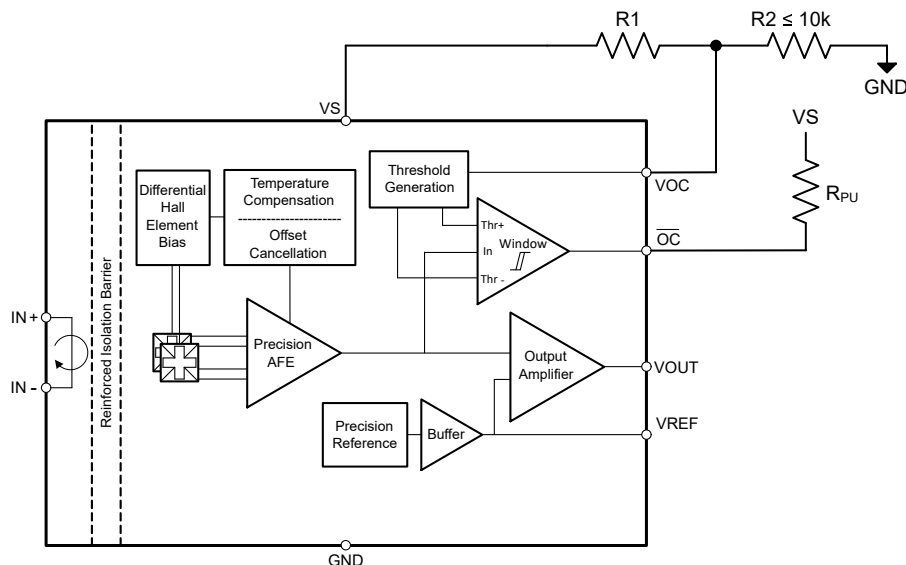 R1
R2 ≤ 10k
GND
VS
VS
Differential
Hall
Element
Bias
Temperature
Compensation
Offset
Cancellation
Threshold
Generation
VOC
RPU
Thr+
In
Window
Thr -
OC
Reinforced Isolation Barrier
IN+
IN-
Precision
AFE
Output
Amplifier
VOUT
Precision
Reference
Buffer
VREF
GND